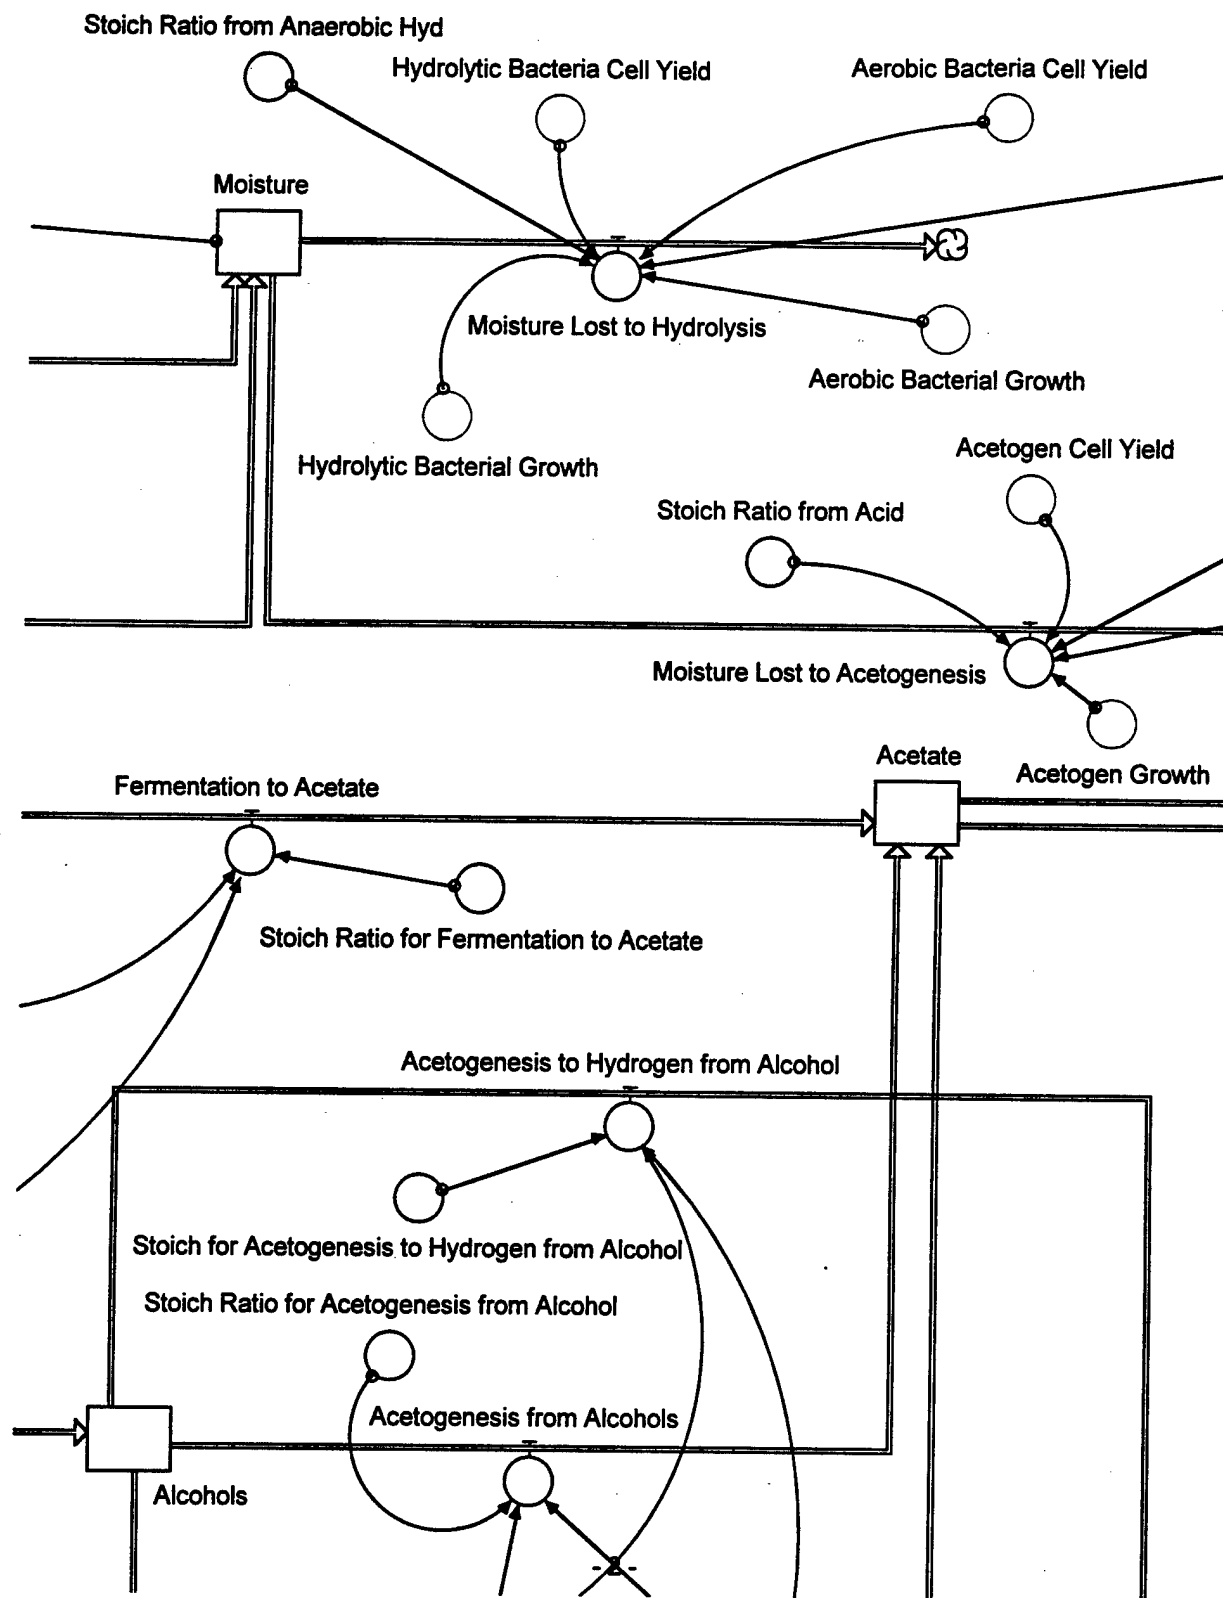 Stoich Ratio from Anaerobic Hyd
Hydrolytic Bacteria Cell Yield
Aerobic Bacteria Cell Yield
Moisture
Moisture Lost to Hydrolysis
Aerobic Bacterial Growth
Hydrolytic Bacterial Growth
Acetogen Cell Yield
Stoich Ratio from Acid
Moisture Lost to Acetogenesis
Acetate
Acetogen Growth
Fermentation to Acetate
Stoich Ratio for Fermentation to Acetate
Acetogenesis to Hydrogen from Alcohol
Stoich for Acetogenesis to Hydrogen from Alcohol
Stoich Ratio for Acetogenesis from Alcohol
Acetogenesis from Alcohols
Alcohols